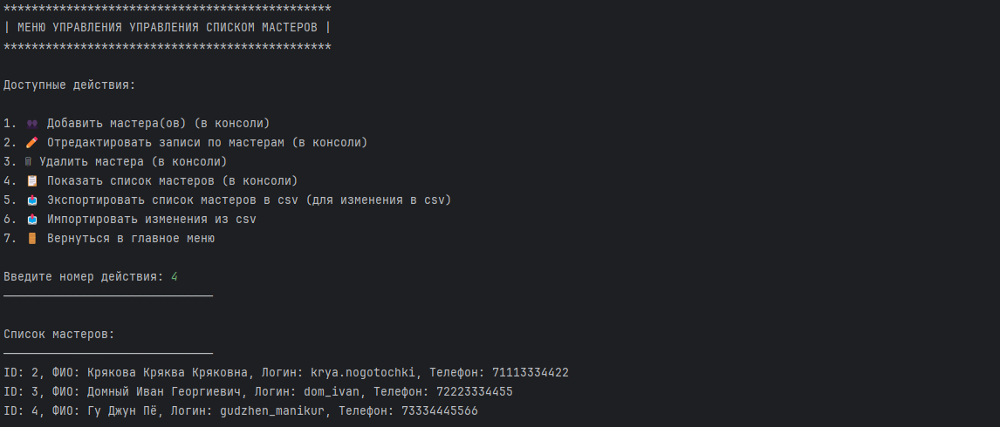 ***********************************************
| МЕНЮ УПРАВЛЕНИЯ УПРАВЛЕНИЯ СПИСКОМ МАСТЕРОВ |
***********************************************
Доступные действия:
1. 👥 Добавить мастера(ов) (в консоли)
2. ✏️ Отредактировать записи по мастерам (в консоли)
3. 🗑 Удалить мастера (в консоли)
4. 📋 Показать список мастеров (в консоли)
5. 📤 Экспортировать список мастеров в csv (для изменения в csv)
6. 📤 Импортировать изменения из csv
7. 🚪 Вернуться в главное меню
Введите номер действия: 4
──────────────────────────────
Список мастеров:
──────────────────────────────
ID: 2, ФИО: Крякова Кряква Кряковна, Логин: krya.nogotochki, Телефон: 71113334422
ID: 3, ФИО: Домный Иван Георгиевич, Логин: dom_ivan, Телефон: 72223334455
ID: 4, ФИО: Гу Джун Пё, Логин: gudzhen_manikur, Телефон: 73334445566